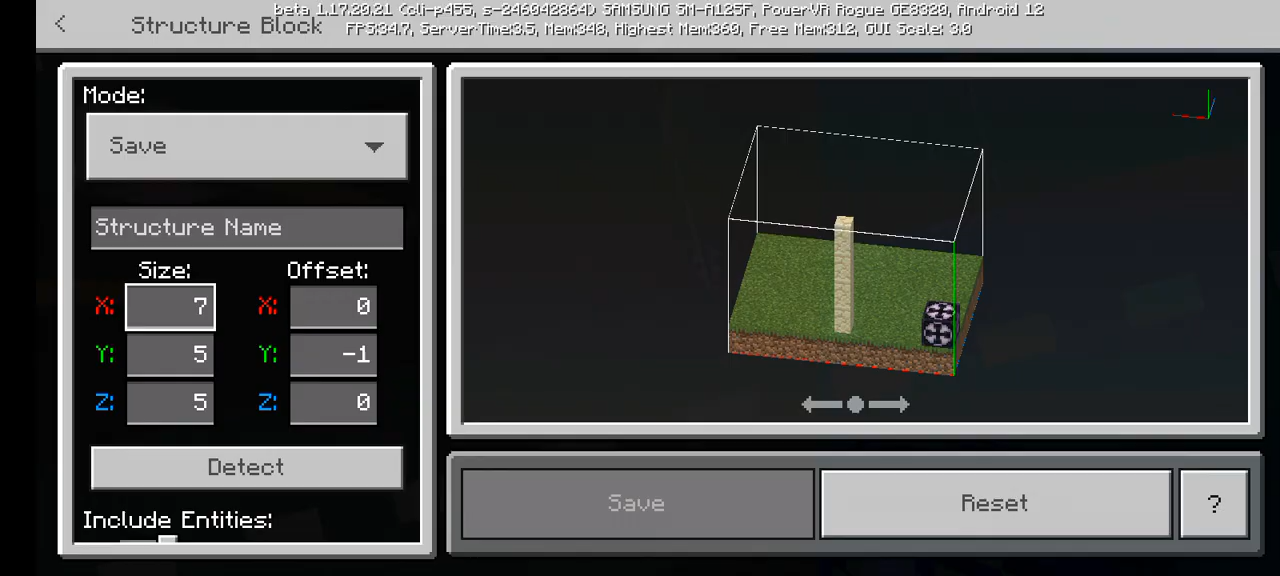 beta 1.17.20.21 (cli-p455, s-246042864) SAMSUNG SM-A125F, PowerVR Rogue GE8320, Android 12
Structure Block
FPS:34.7, ServerTime:3.5, Mem:348, Highest Mem:360, Free Mem:312, GUI Scale: 3.0
Mode:
Save
Structure Name
Size: Offset:
X: 7 X: 0
Y: 5 Y: -1
Z: 5 Z: 0
Detect
Include Entities:
Save Reset ?